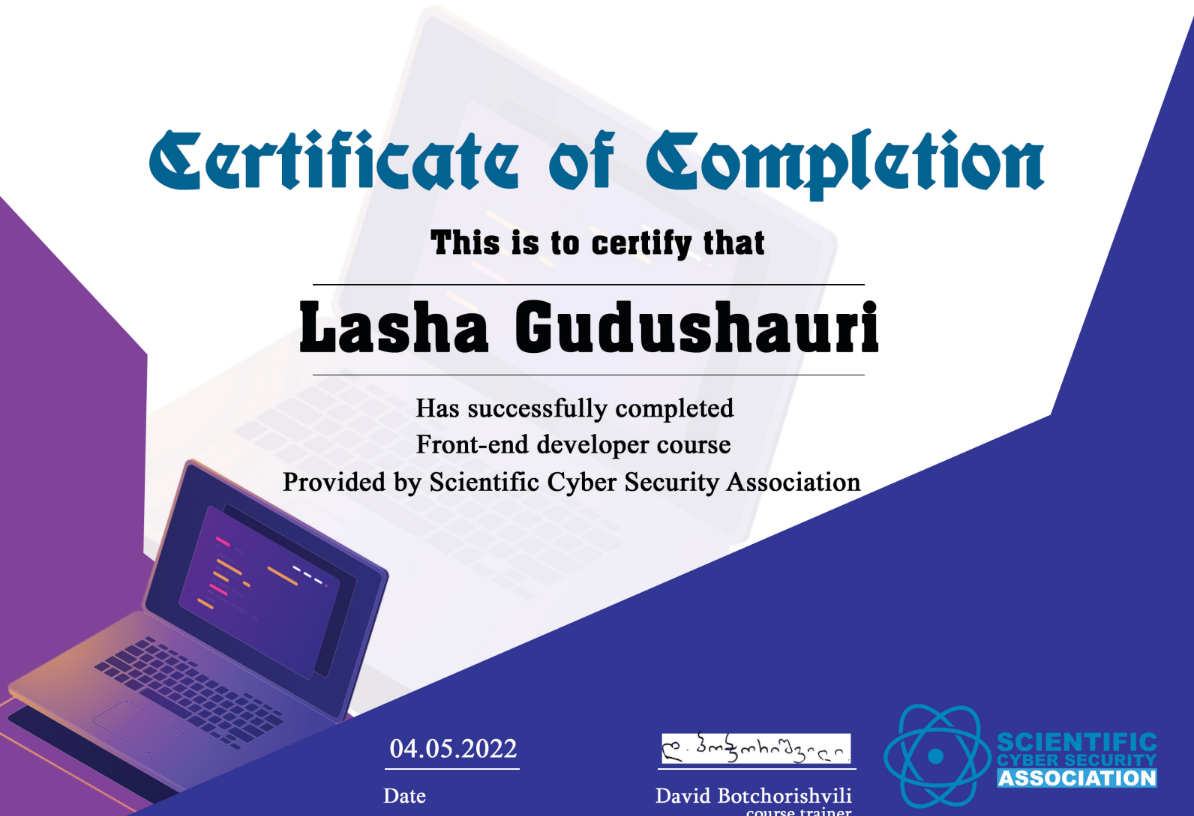 Certificate of Completion
This is to certify that
Lasha Gudushauri
Has successfully completed
Front-end developer course
Provided by Scientific Cyber Security Association
04.05.2022
Date
დ. ბოჭორიშვილი
David Botchorishvili
course trainer
SCIENTIFIC
CYBER SECURITY
ASSOCIATION